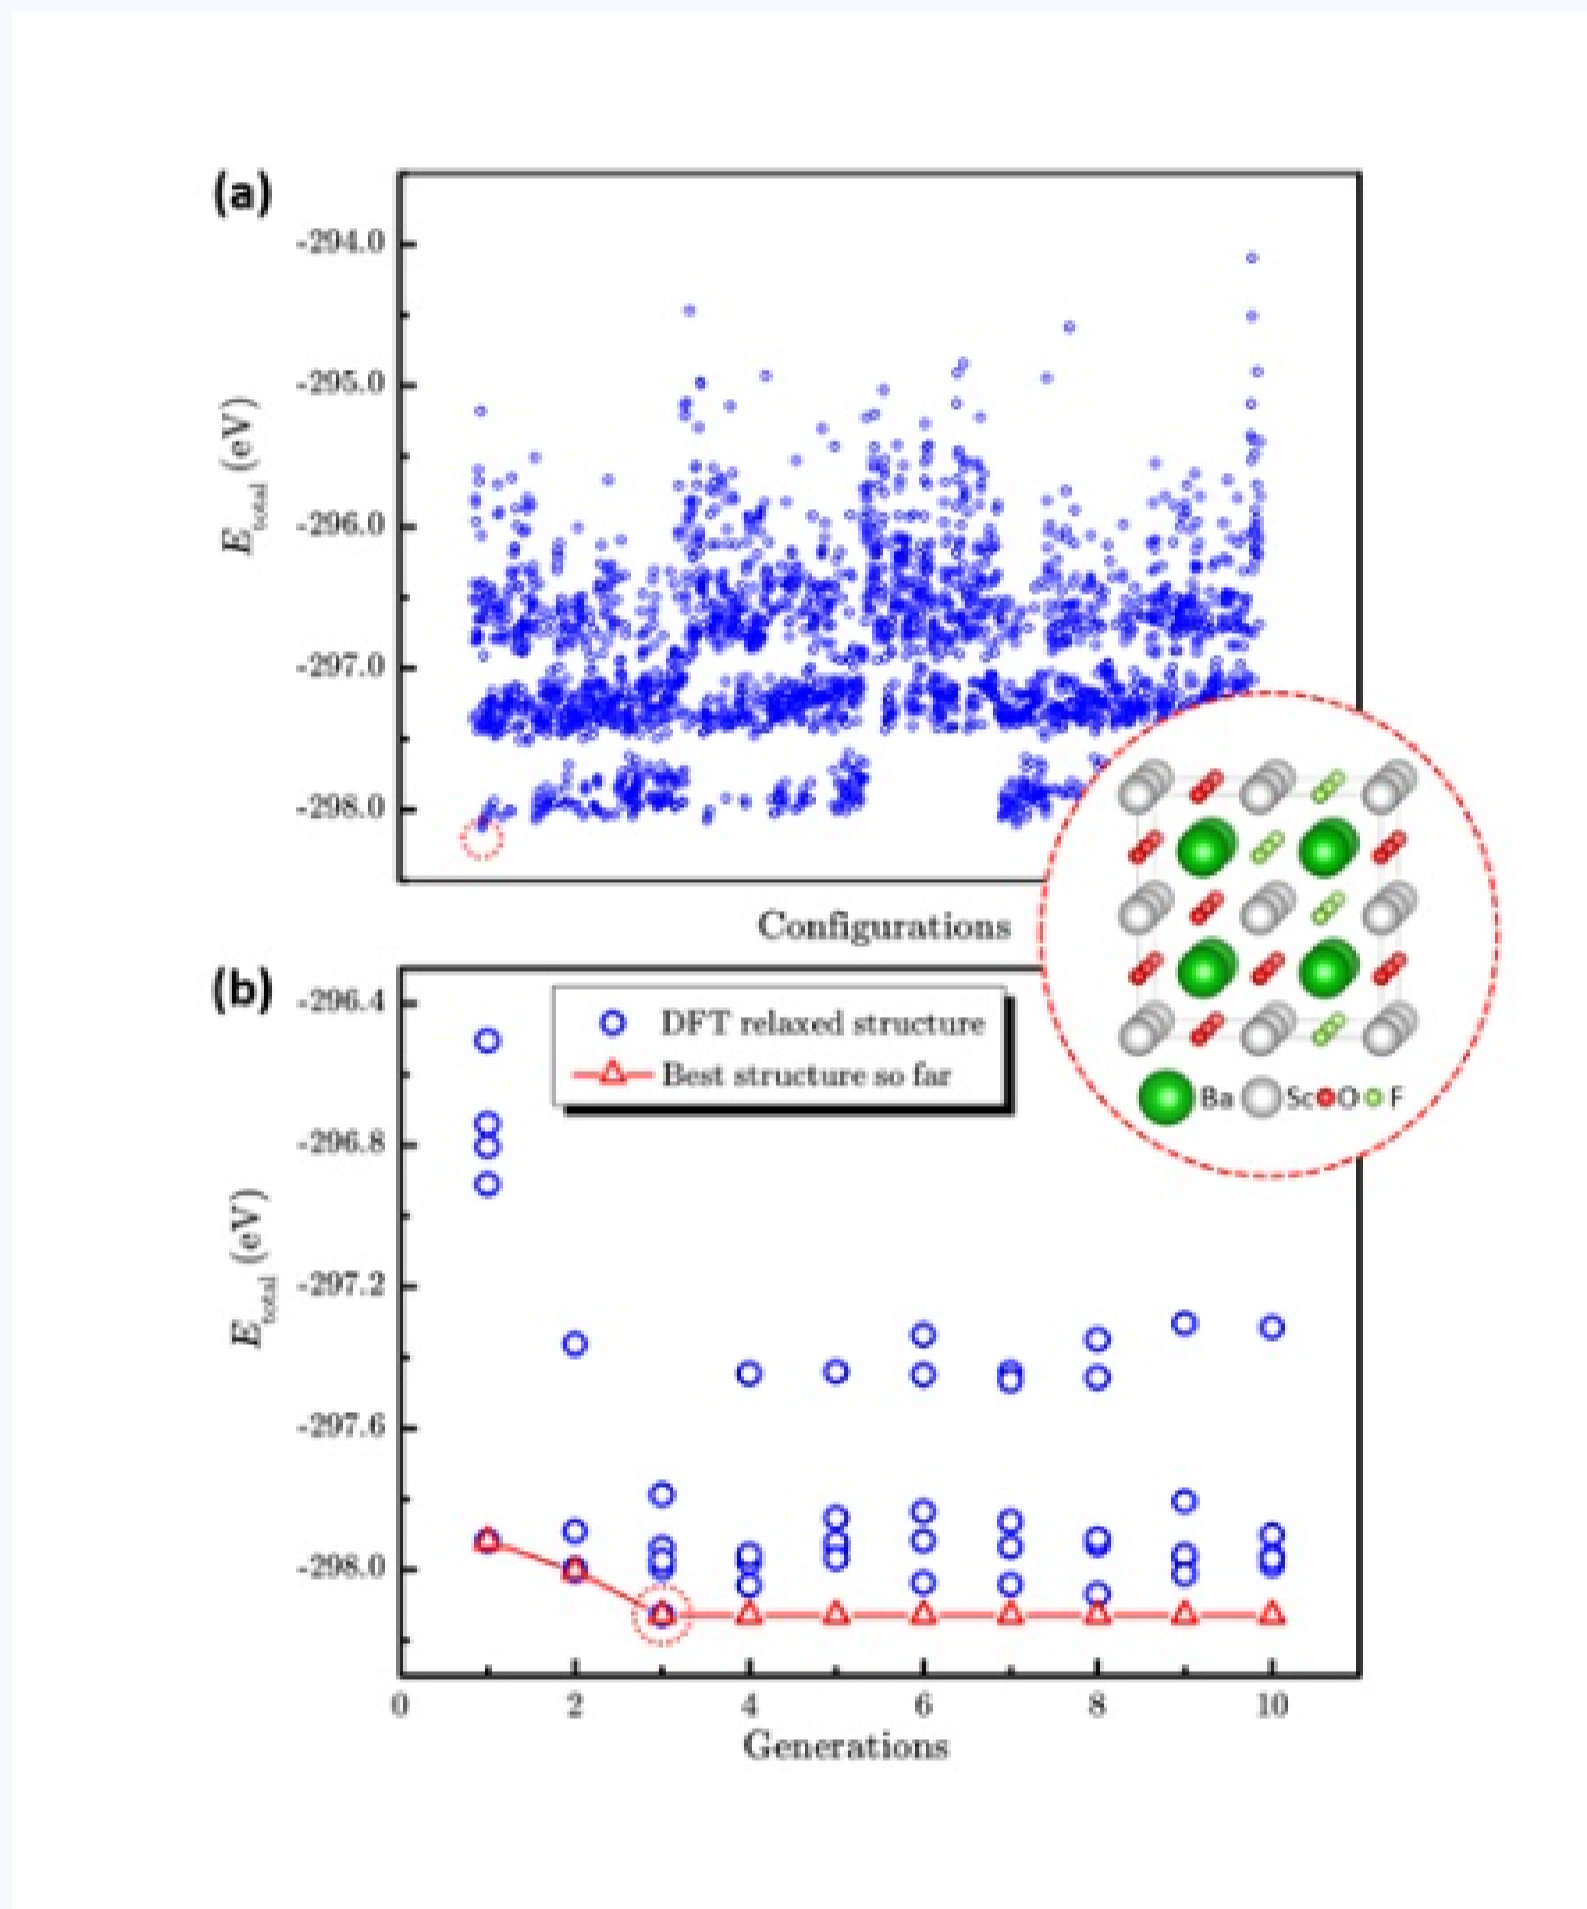 (a)
-294.0
-295.0
-296.0
-297.0
-298.0
E_total (eV)
Configurations
(b)
-296.4
-296.8
-297.2
-297.6
-298.0
E_total (eV)
DFT relaxed structure
Best structure so far
Ba Sc O F
0 2 4 6 8 10
Generations